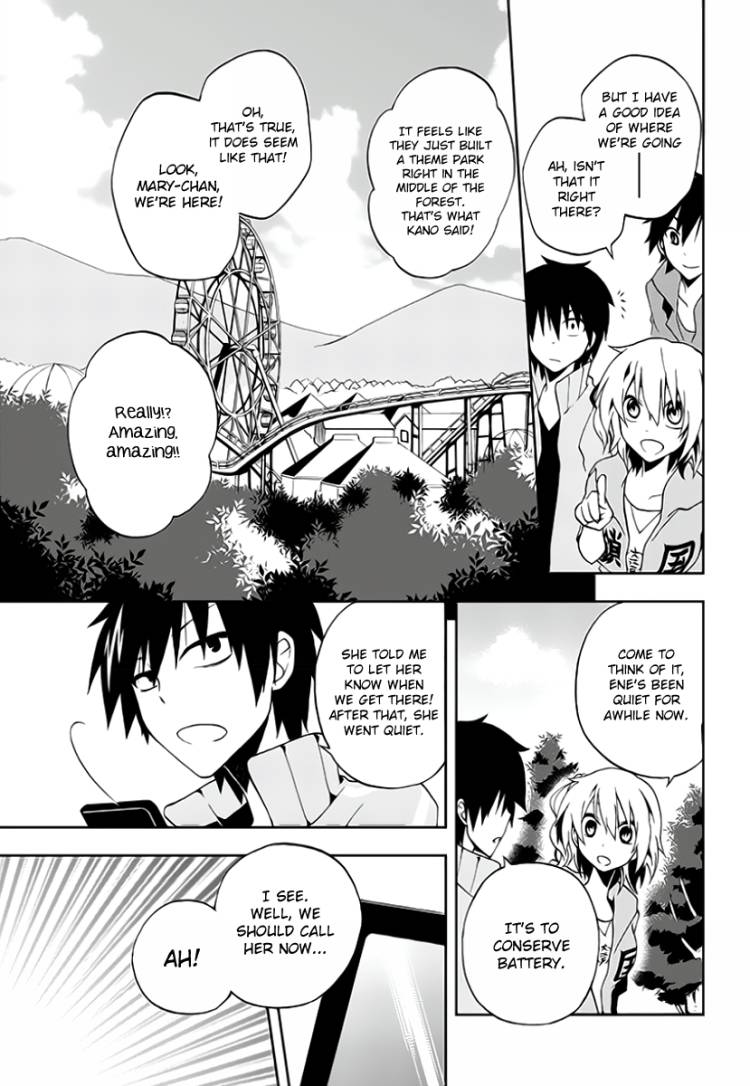 BUT I HAVE
A GOOD IDEA
OF WHERE
WE'RE GOING
AH, ISN'T
THAT IT
RIGHT
THERE?
IT FEELS LIKE
THEY JUST BUILT
A THEME PARK
RIGHT IN THE
MIDDLE OF THE
FOREST.
THAT'S WHAT
KANO SAID!
OH,
THAT'S TRUE,
IT DOES SEEM
LIKE THAT!
LOOK,
MARY-CHAN,
WE'RE HERE!
Really!?
Amazing,
amazing!!
COME TO
THINK OF IT,
ENE'S BEEN
QUIET FOR
AWHILE NOW.
IT'S TO
CONSERVE
BATTERY.
SHE TOLD ME
TO LET HER
KNOW WHEN
WE GET THERE!
AFTER THAT, SHE
WENT QUIET.
I SEE.
WELL, WE
SHOULD CALL
HER NOW...
AH!